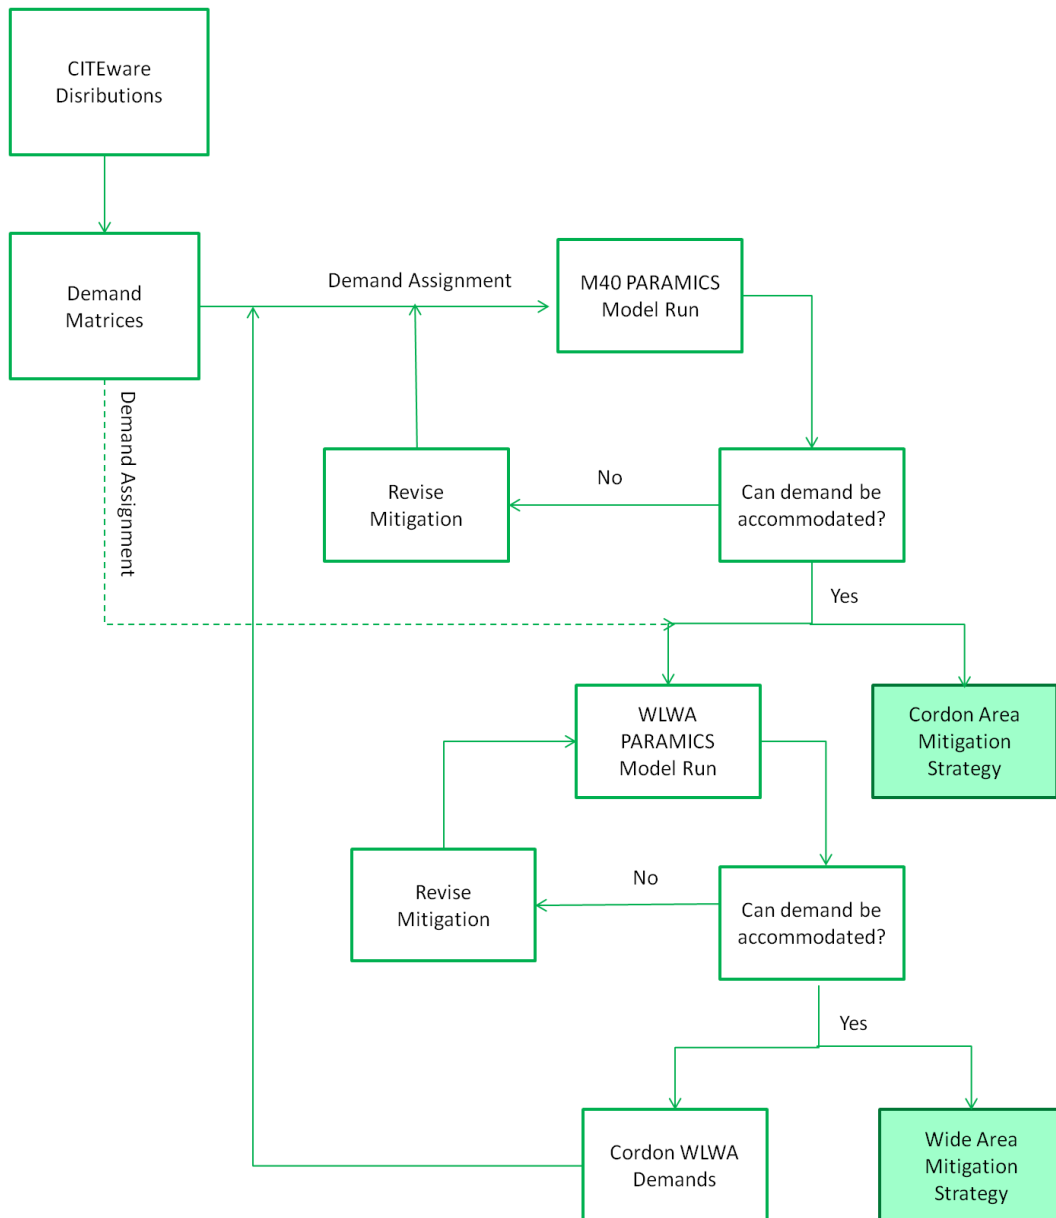 CITEware
Disributions
Demand
Matrices
Demand Assignment
M40 PARAMICS
Model Run
Demand Assignment
Revise
Mitigation
No
Can demand be
accommodated?
Yes
WLWA
PARAMICS
Model Run
Cordon Area
Mitigation
Strategy
Revise
Mitigation
No
Can demand be
accommodated?
Yes
Cordon WLWA
Demands
Wide Area
Mitigation
Strategy